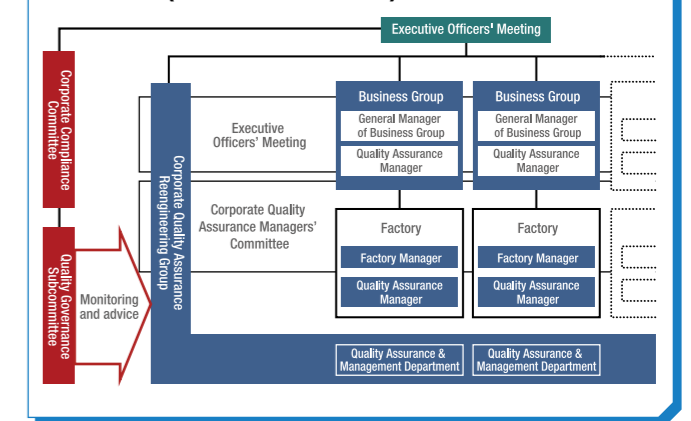 Executive Officers' Meeting
Corporate Compliance
Committee
Quality Governance
Subcommittee
Monitoring
and advice
Corporate Quality Assurance
Reengineering Group
Executive
Officers' Meeting
Corporate Quality
Assurance Managers'
Committee
Business Group
General Manager
of Business Group
Quality Assurance
Manager
Business Group
General Manager
of Business Group
Quality Assurance
Manager
Factory
Factory Manager
Quality Assurance
Manager
Factory
Factory Manager
Quality Assurance
Manager
Quality Assurance &
Management Department
Quality Assurance &
Management Department